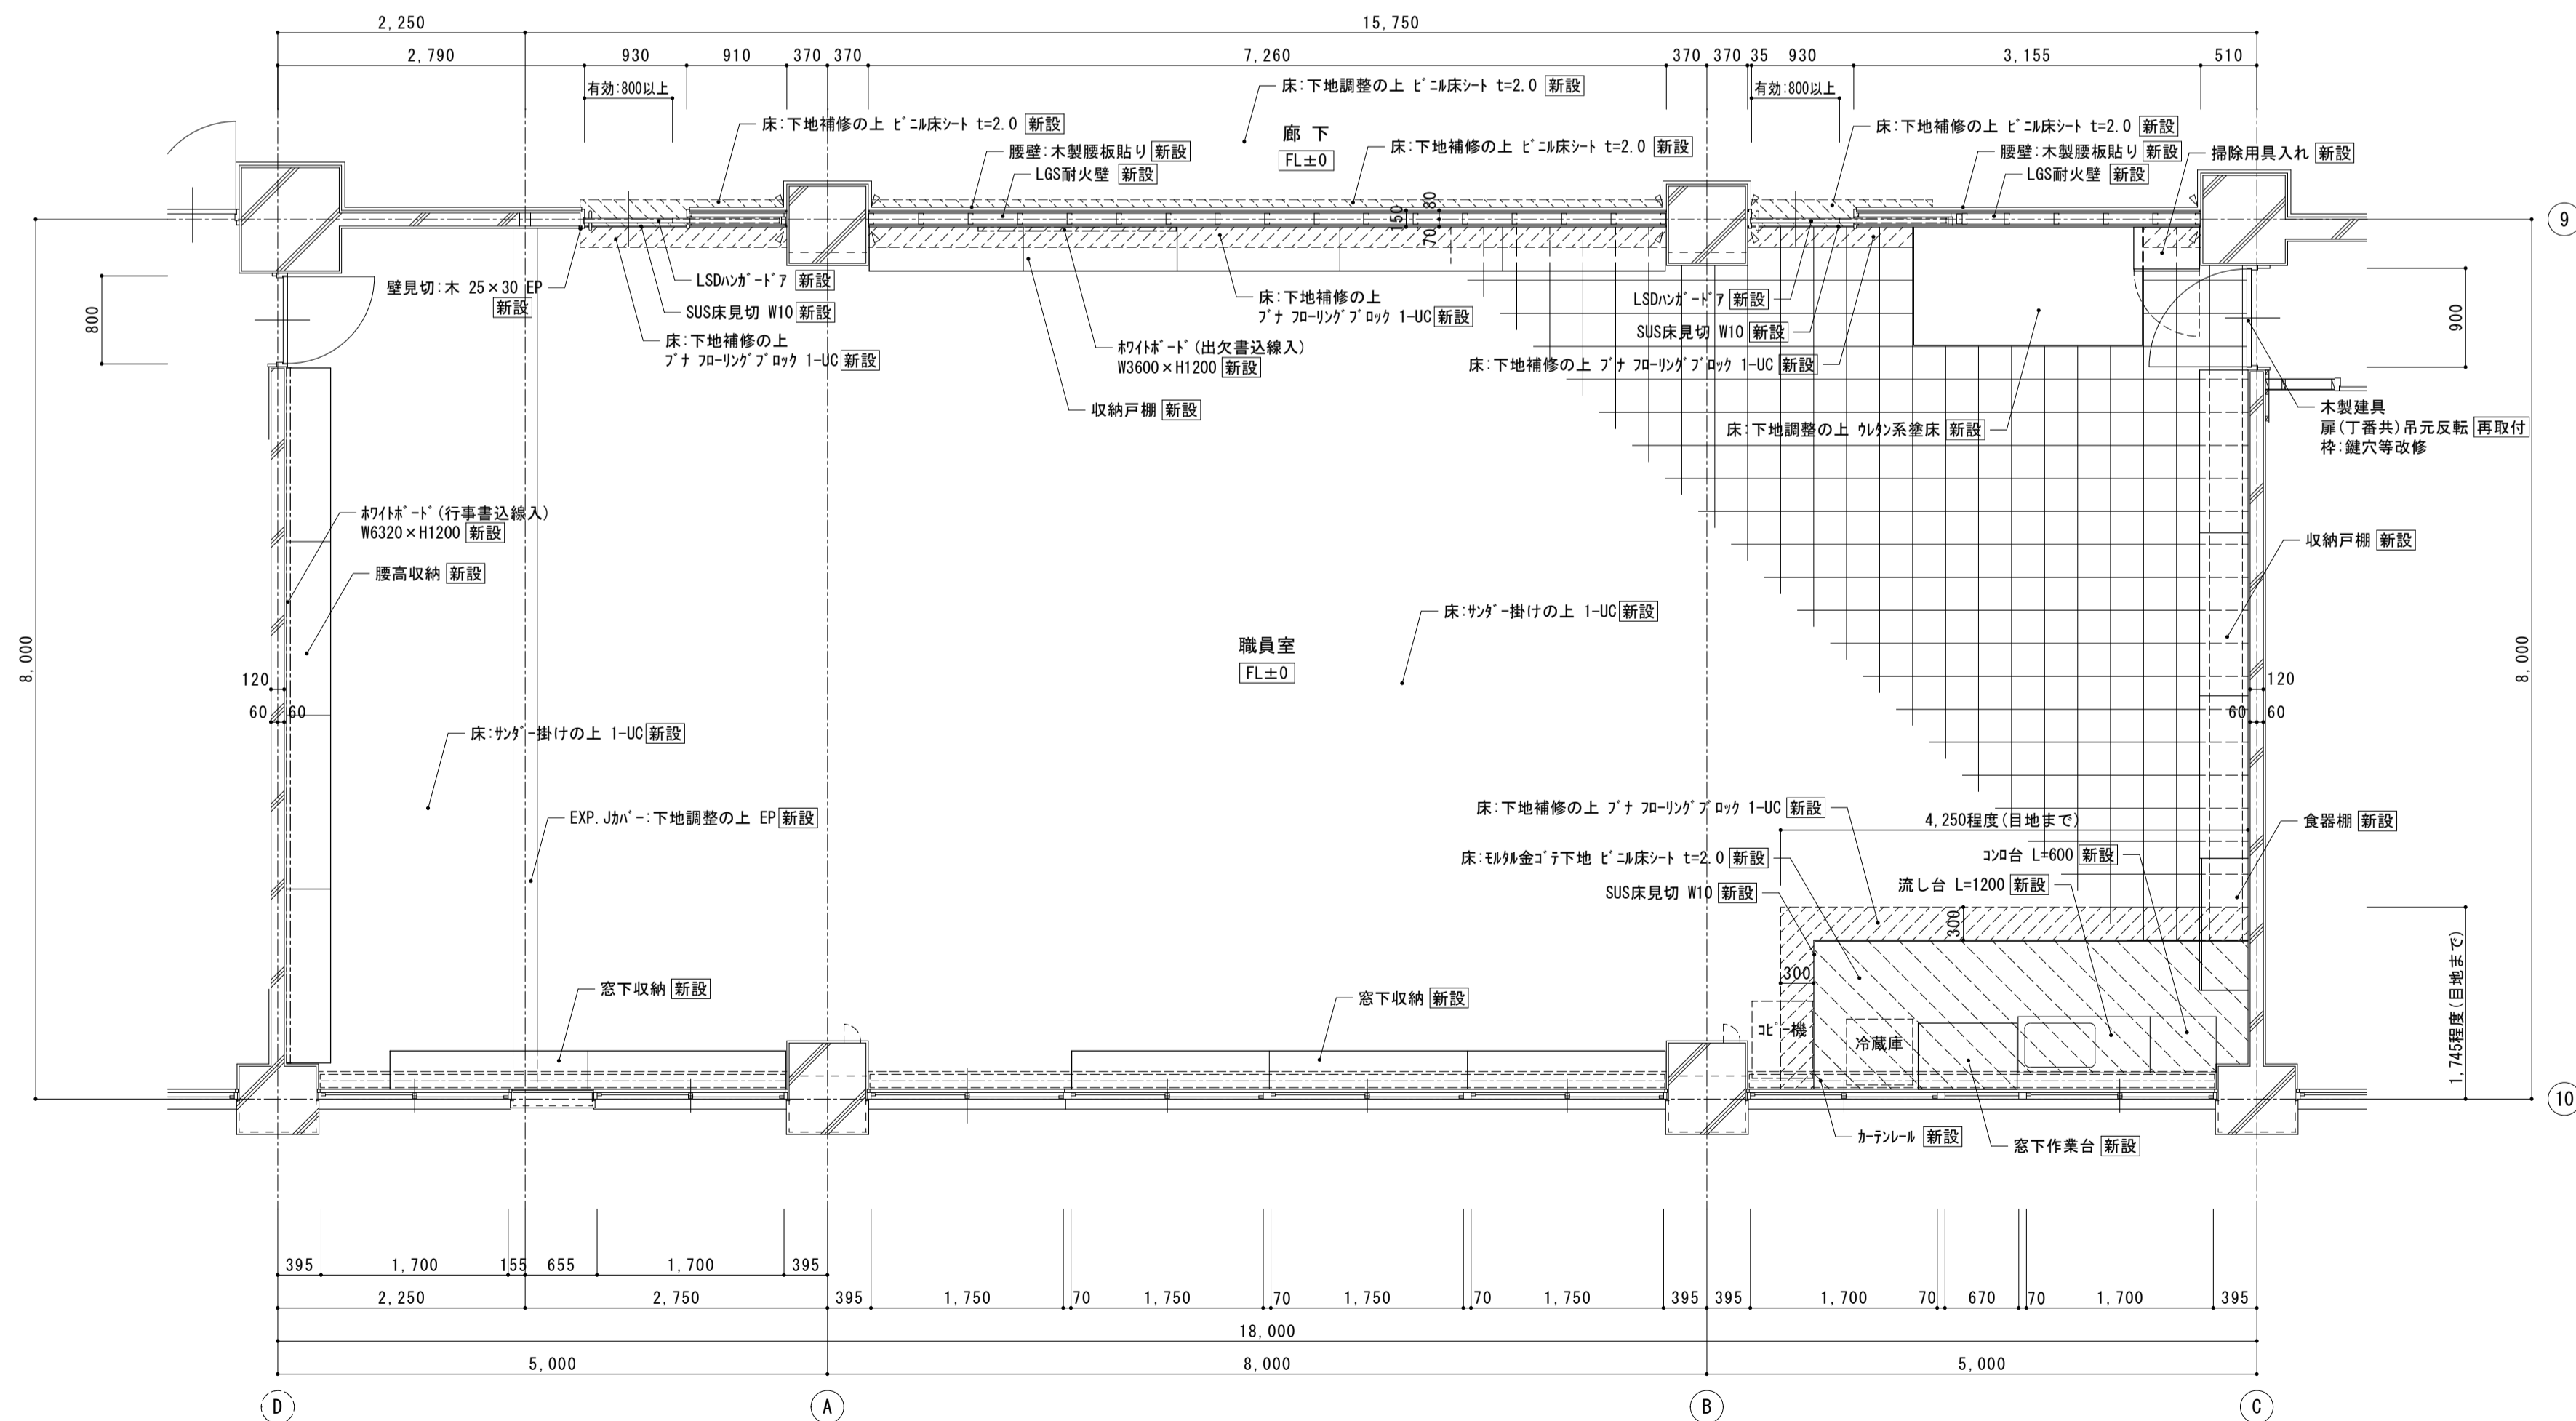 2,250
15,750
2,790
930
910
370
370
7,260
370
370
35
930
3,155
510
有効:800以上
有効:800以上
床:下地調整の上 ビニル床シート t=2.0 新設
床:下地補修の上 ビニル床シート t=2.0 新設
廊 下
FL±0
床:下地補修の上 ビニル床シート t=2.0 新設
腰壁:木製腰板貼り 新設
LGS耐火壁 新設
床:下地補修の上 ビニル床シート t=2.0 新設
腰壁:木製腰板貼り 新設
掃除用具入れ 新設
LGS耐火壁 新設
80
150
70
9
壁見切:木 25×30 EP
新設
LSDハンガードア 新設
SUS床見切 W10 新設
床:下地補修の上
ブナ フローリングブロック 1-UC 新設
床:下地補修の上
ブナ フローリングブロック 1-UC 新設
ホワイトボード(出欠書込線入)
W3600×H1200 新設
収納戸棚 新設
LSDハンガードア 新設
SUS床見切 W10 新設
床:下地補修の上 ブナ フローリングブロック 1-UC 新設
床:下地調整の上 ウレタン系塗床 新設
800
900
木製建具
扉(丁番共)吊元反転 再取付
枠:鍵穴等改修
ホワイトボード(行事書込線入)
W6320×H1200 新設
腰高収納 新設
収納戸棚 新設
床:サンダー掛けの上 1-UC 新設
職員室
FL±0
8,000
8,000
120
60
60
120
60
60
床:サンダー掛けの上 1-UC 新設
EXP.Jカバー:下地調整の上 EP 新設
床:下地補修の上 ブナ フローリングブロック 1-UC 新設
4,250程度(目地まで)
食器棚 新設
床:モルタル金ゴテ下地 ビニル床シート t=2.0 新設
コンロ台 L=600 新設
SUS床見切 W10 新設
流し台 L=1200 新設
300
300
1,745程度(目地まで)
窓下収納 新設
窓下収納 新設
コピー機
冷蔵庫
カーテンレール 新設
窓下作業台 新設
10
395
1,700
155
655
1,700
395
2,250
2,750
395
1,750
70
1,750
70
1,750
70
1,750
395
395
1,700
70
670
70
1,700
395
18,000
5,000
8,000
5,000
D
A
B
C